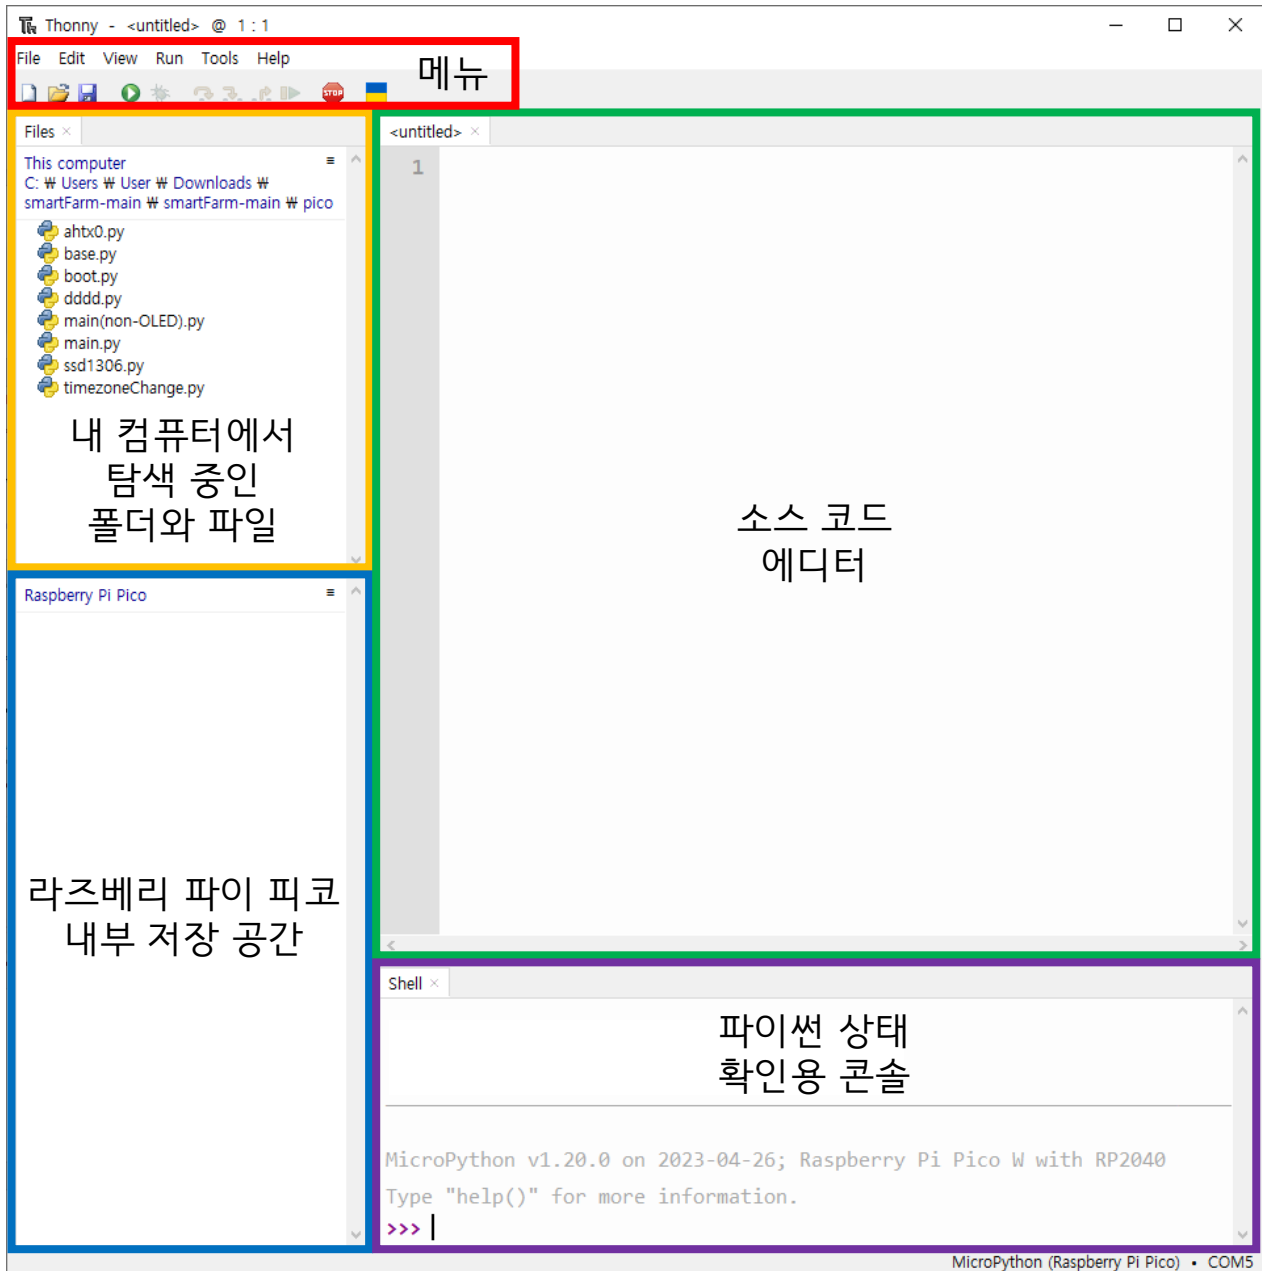 Thonny - <untitled> @ 1 : 1
File Edit View Run Tools Help
메뉴
STOP
Files ×
This computer
C: ₩ Users ₩ User ₩ Downloads ₩
smartFarm-main ₩ smartFarm-main ₩ pico
ahtx0.py
base.py
boot.py
dddd.py
main(non-OLED).py
main.py
ssd1306.py
timezoneChange.py
내 컴퓨터에서
탐색 중인
폴더와 파일
Raspberry Pi Pico
라즈베리 파이 피코
내부 저장 공간
<untitled> ×
1
소스 코드
에디터
Shell ×
파이썬 상태
확인용 콘솔
MicroPython v1.20.0 on 2023-04-26; Raspberry Pi Pico W with RP2040
Type "help()" for more information.
>>>
MicroPython (Raspberry Pi Pico) • COM5